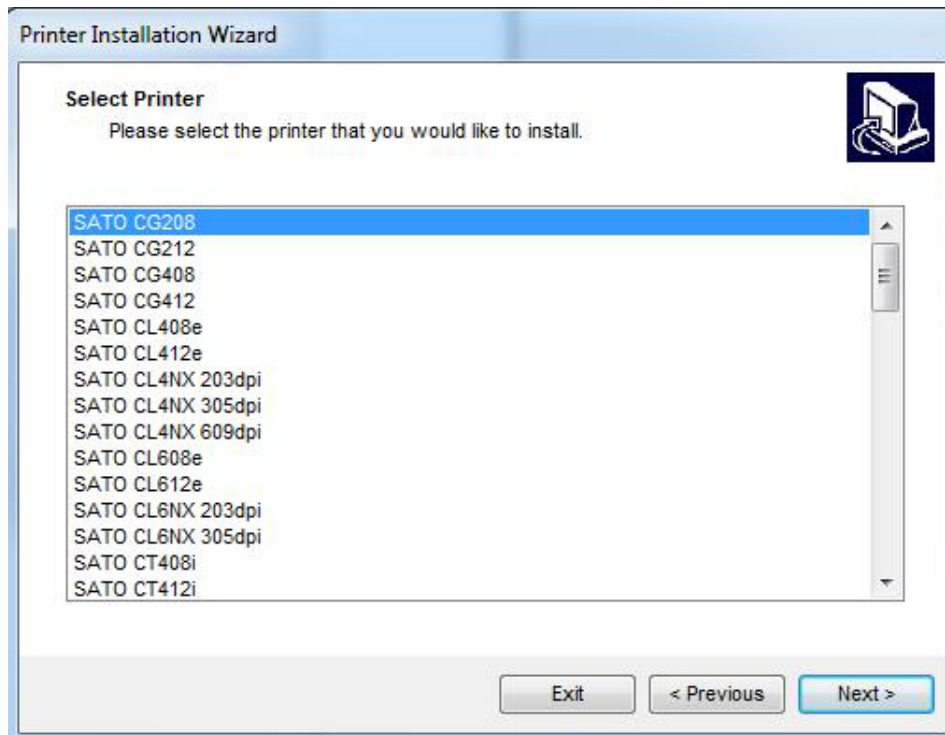 Printer Installation Wizard
Select Printer
Please select the printer that you would like to install.
SATO CG208
SATO CG212
SATO CG408
SATO CG412
SATO CL408e
SATO CL412e
SATO CL4NX 203dpi
SATO CL4NX 305dpi
SATO CL4NX 609dpi
SATO CL608e
SATO CL612e
SATO CL6NX 203dpi
SATO CL6NX 305dpi
SATO CT408i
SATO CT412i
Exit
< Previous
Next >